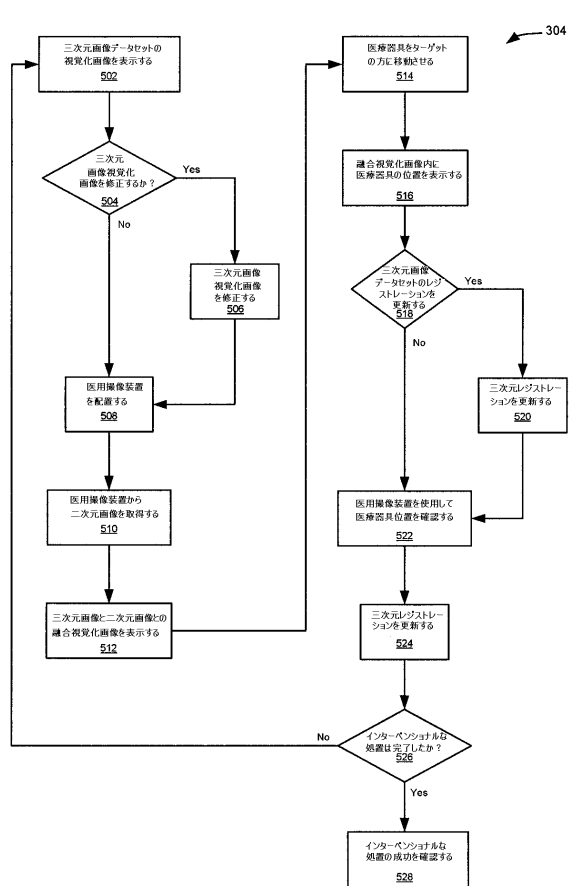 304
三次元画像データセットの
視覚化画像を表示する
502
三次元
画像視覚化
画像を修正するか？
504
Yes
No
三次元画像
視覚化画像
を修正する
506
医用撮像装置
を配置する
508
医用撮像装置から
二次元画像を取得する
510
三次元画像と二次元画像との
融合視覚化画像を表示する
512
医療器具をターゲット
の方に移動させる
514
融合視覚化画像内に
医療器具の位置を表示する
516
三次元画像
データセットのレジ
ストレーションを
更新する
518
Yes
No
三次元レジストレー
ションを更新する
520
医用撮像装置を使用して
医療器具位置を確認する
522
三次元レジストレー
ションを更新する
524
インターベンショナルな
処置は完了したか？
526
No
Yes
インターベンショナルな
処置の成功を確認する
528